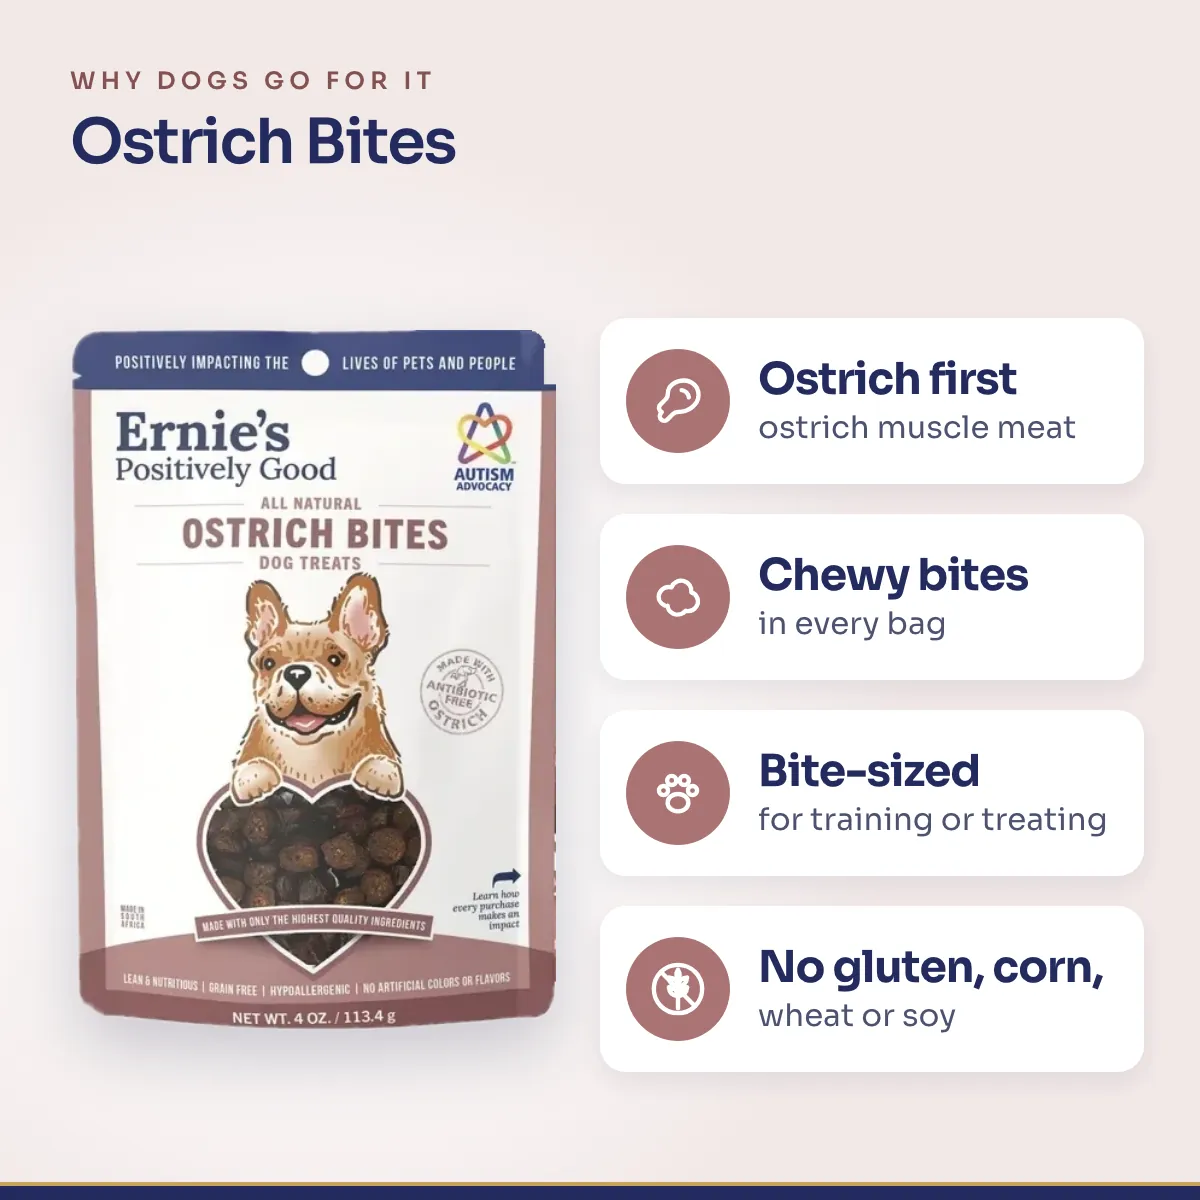 WHY DOGS GO FOR IT
Ostrich Bites
POSITIVELY IMPACTING THE LIVES OF PETS AND PEOPLE
Ernie's
Positively Good
AUTISM
ADVOCACY
ALL NATURAL
OSTRICH BITES
DOG TREATS
MADE WITH
ANTIBIOTIC
FREE
OSTRICH
Learn how
every purchase
makes an
impact
MADE IN
SOUTH
AFRICA
MADE WITH ONLY THE HIGHEST QUALITY INGREDIENTS
LEAN & NUTRITIOUS | GRAIN FREE | HYPOALLERGENIC | NO ARTIFICIAL COLORS OR FLAVORS
NET WT. 4 OZ. / 113.4 g
Ostrich first
ostrich muscle meat
Chewy bites
in every bag
Bite-sized
for training or treating
No gluten, corn,
wheat or soy